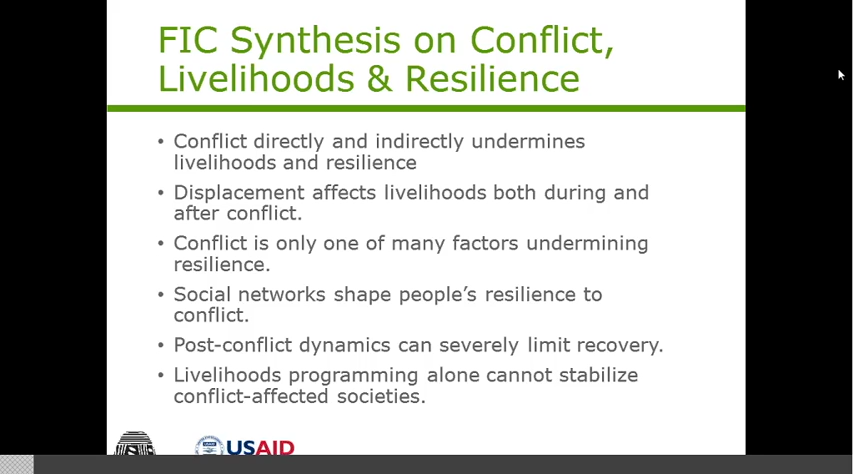 FIC Synthesis on Conflict,
Livelihoods & Resilience
• Conflict directly and indirectly undermines
livelihoods and resilience
• Displacement affects livelihoods both during and
after conflict.
• Conflict is only one of many factors undermining
resilience.
• Social networks shape people’s resilience to
conflict.
• Post-conflict dynamics can severely limit recovery.
• Livelihoods programming alone cannot stabilize
conflict-affected societies.
USAID